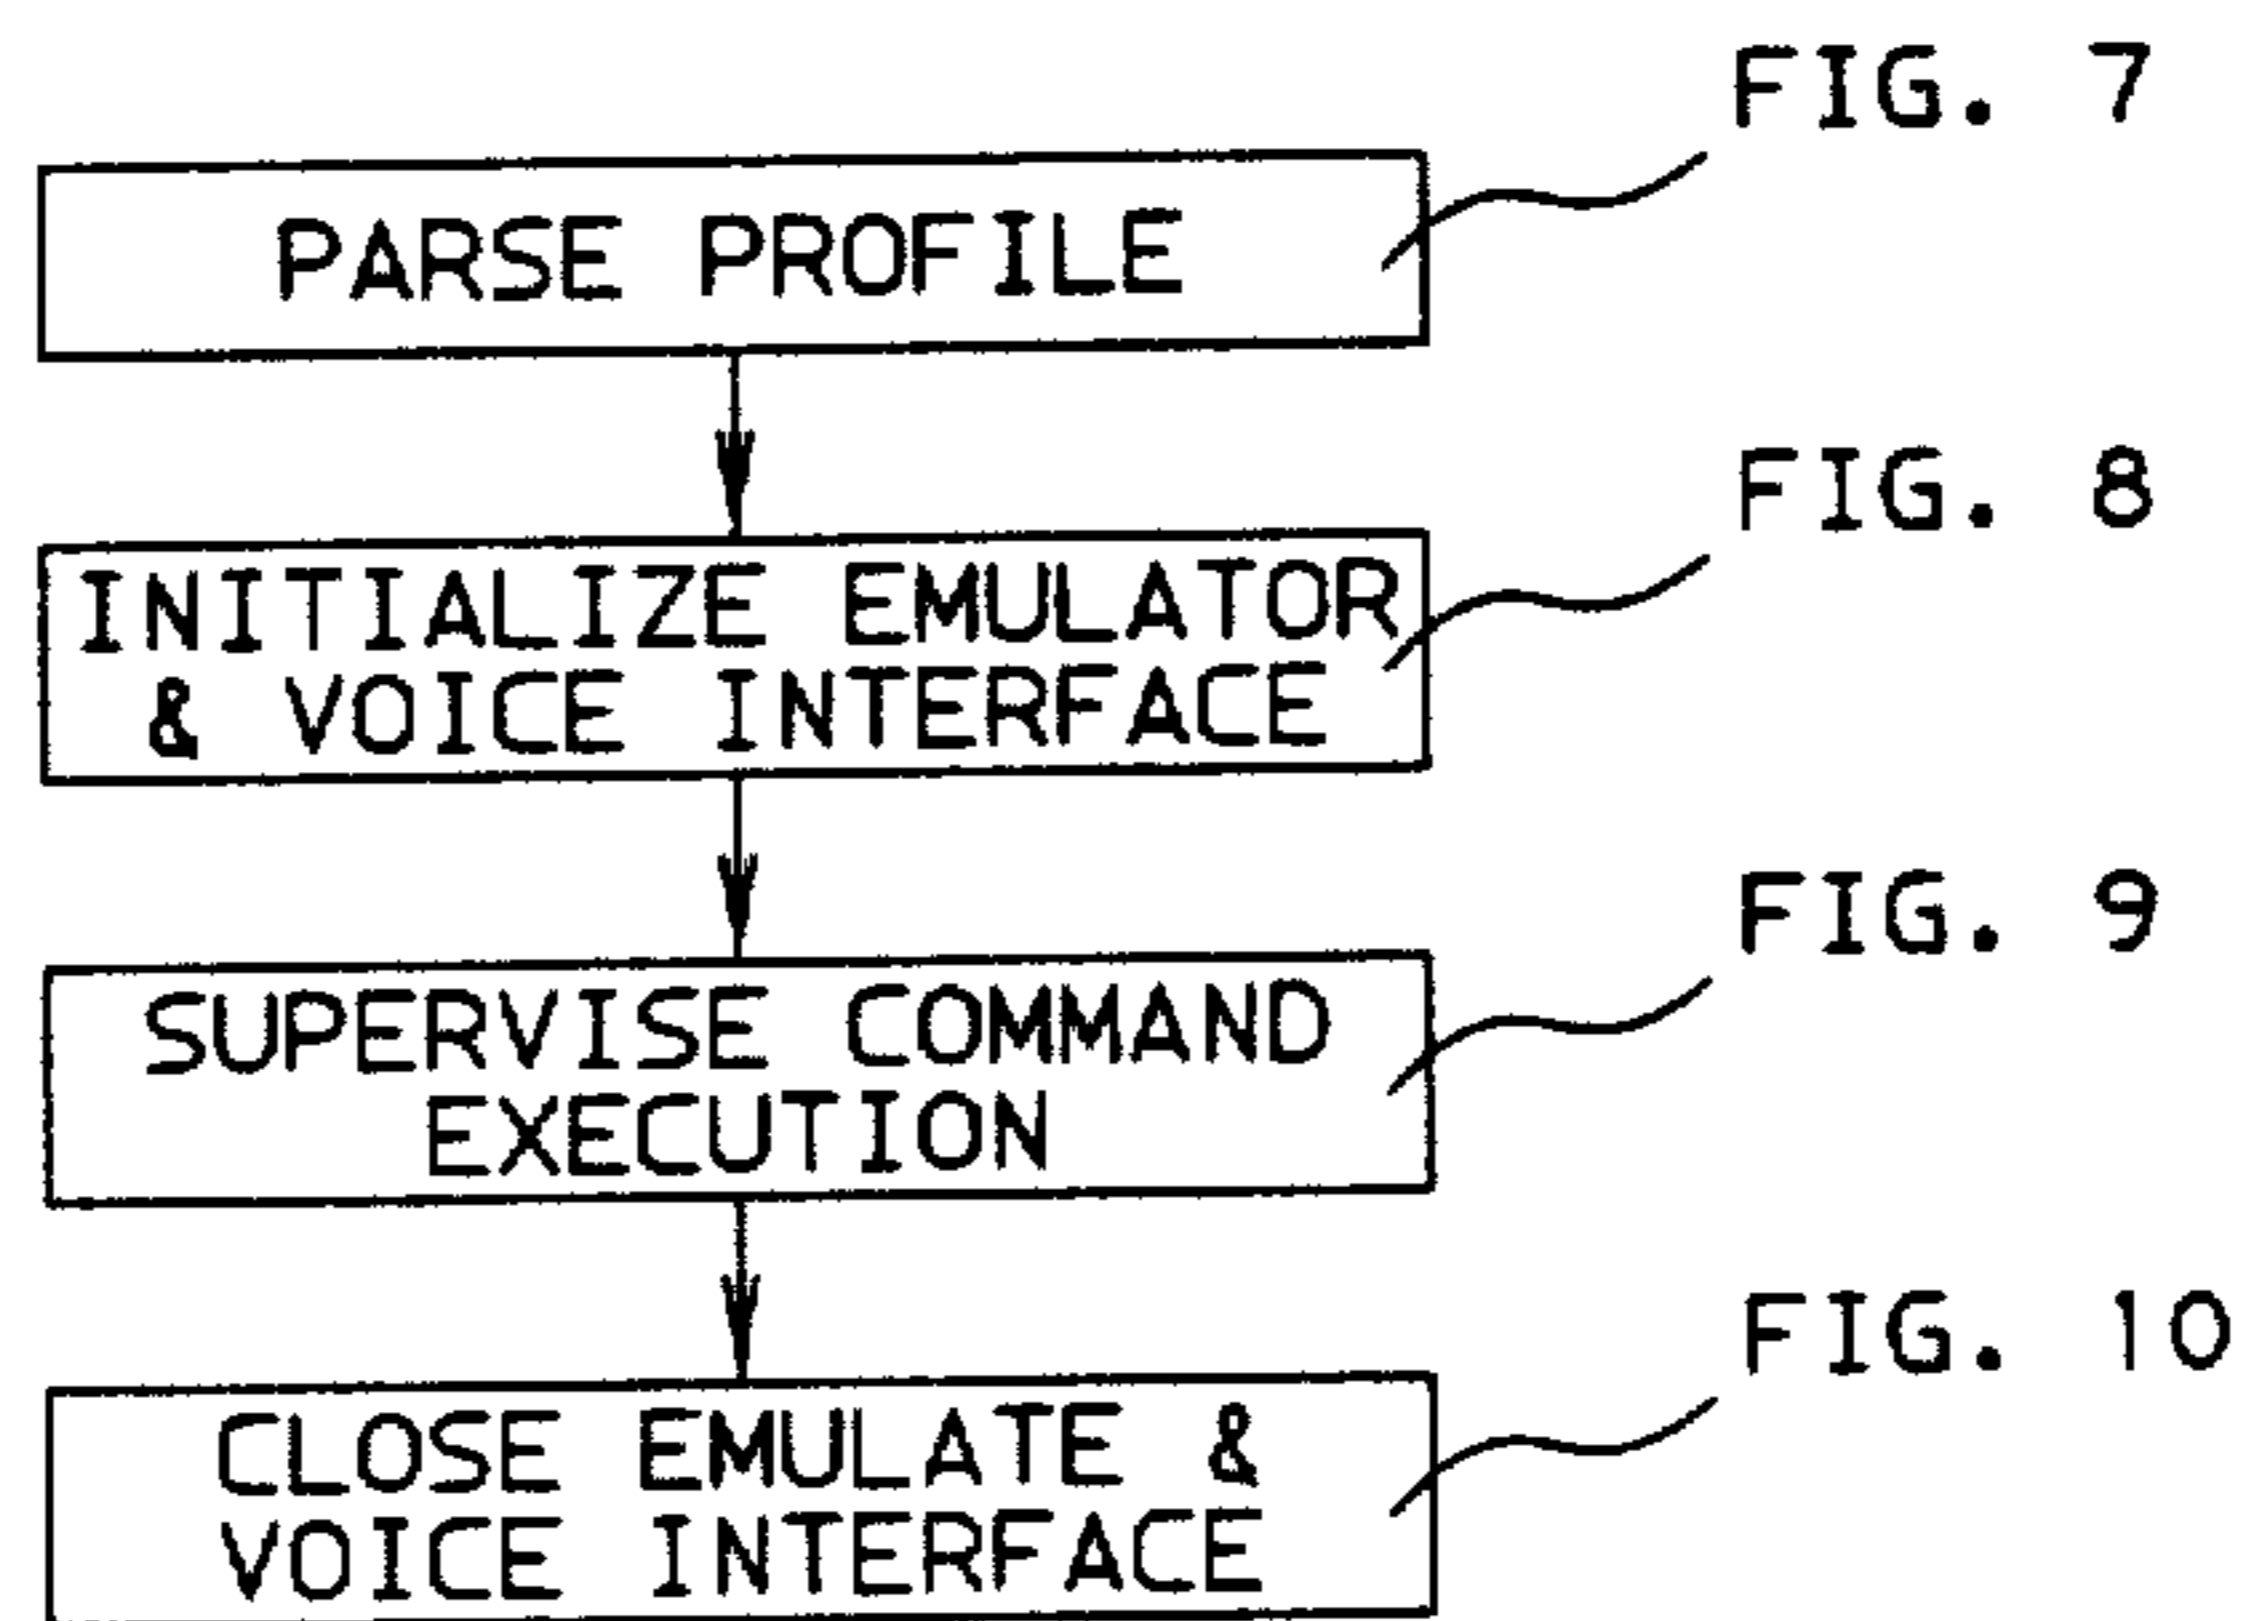 FIG. 7
PARSE PROFILE
FIG. 8
INITIALIZE EMULATOR
& VOICE INTERFACE
FIG. 9
SUPERVISE COMMAND
EXECUTION
FIG. 10
CLOSE EMULATE &
VOICE INTERFACE